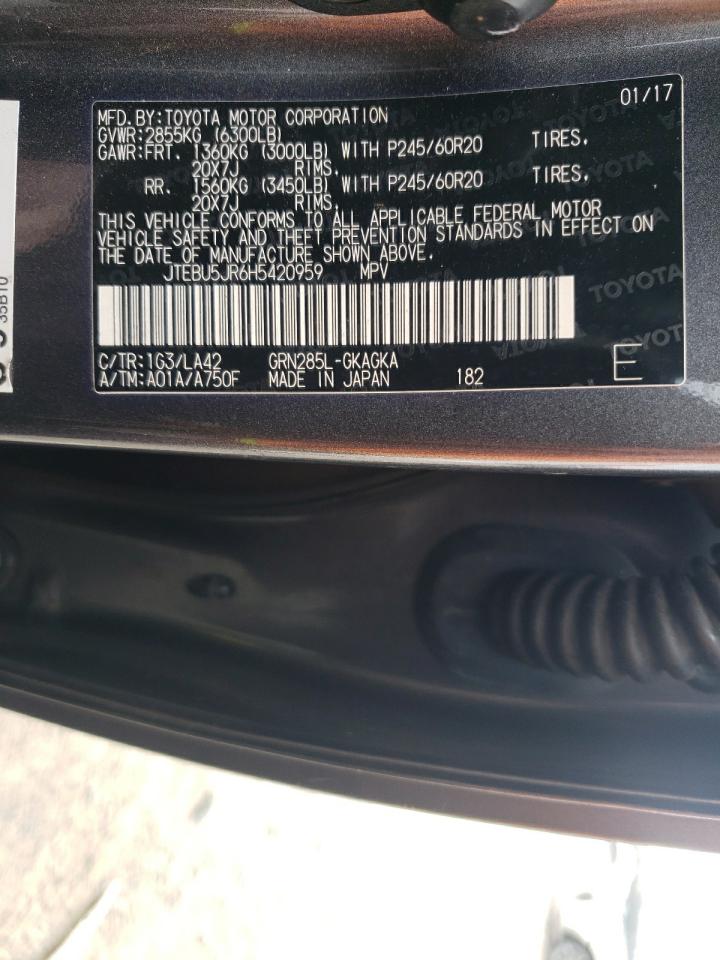 01/17
MFD.BY:TOYOTA MOTOR CORPORATION
GVWR:2855KG (6300LB)
GAWR:FRT. 1360KG (3000LB) WITH P245/60R20 TIRES,
20X7J RIMS.
RR. 1560KG (3450LB) WITH P245/60R20 TIRES,
20X7J RIMS.
THIS VEHICLE CONFORMS TO ALL APPLICABLE FEDERAL MOTOR
VEHICLE SAFETY AND THEFT PREVENTION STANDARDS IN EFFECT ON
THE DATE OF MANUFACTURE SHOWN ABOVE.
JTEBU5JR6H5420959 MPV
C/TR:1G3/LA42 GRN285L-GKAGKA
A/TM:A01A/A750F MADE IN JAPAN 182 E
35B10